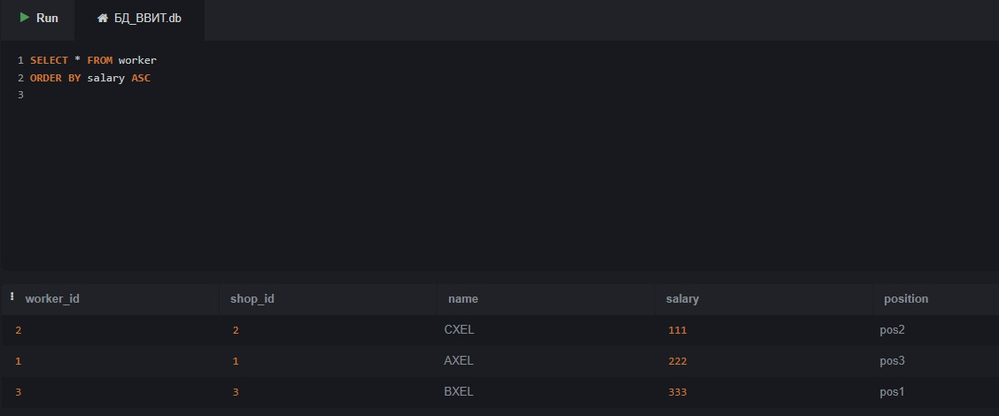 Run БД_ВВИТ.db
1 SELECT * FROM worker
2 ORDER BY salary ASC
3
worker_id shop_id name salary position
2 2 CXEL 111 pos2
1 1 AXEL 222 pos3
3 3 BXEL 333 pos1